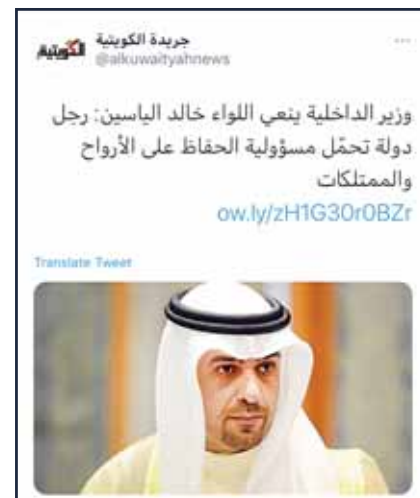 جريدة الكويتية
الكويتية
@alkuwaityahnews
وزير الداخلية ينعي اللواء خالد الياسين: رجل
دولة تحمّل مسؤولية الحفاظ على الأرواح
والممتلكات
ow.ly/zH1G30r0BZr
Translate Tweet